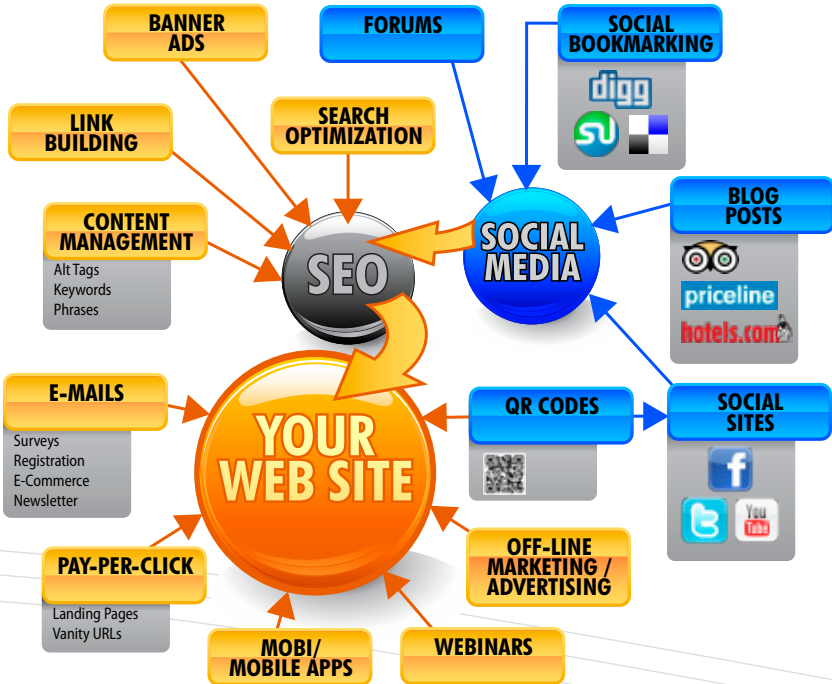 BANNER
ADS
FORUMS
SOCIAL
BOOKMARKING
digg
SU
LINK
BUILDING
SEARCH
OPTIMIZATION
CONTENT
MANAGEMENT
Alt Tags
Keywords
Phrases
SEO
SOCIAL
MEDIA
BLOG
POSTS
priceline
hotels.com
E-MAILS
Surveys
Registration
E-Commerce
Newsletter
YOUR
WEB SITE
QR CODES
SOCIAL
SITES
f
t
You
Tube
PAY-PER-CLICK
Landing Pages
Vanity URLs
OFF-LINE
MARKETING /
ADVERTISING
MOBI/
MOBILE APPS
WEBINARS